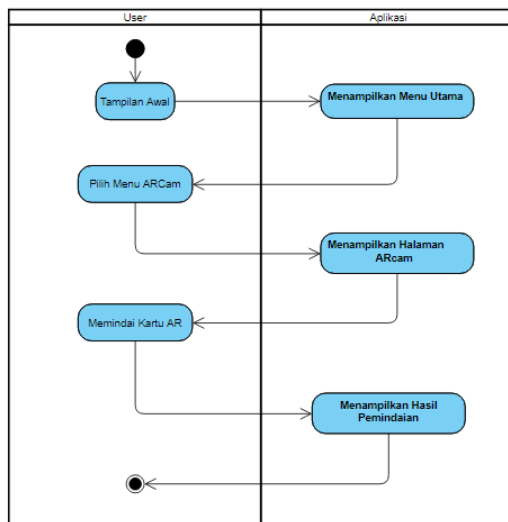 User
Aplikasi
Tampilan Awal
Menampilkan Menu Utama
Pilih Menu ARCam
Menampilkan Halaman
ARcam
Memindai Kartu AR
Menampilkan Hasil
Pemindaian